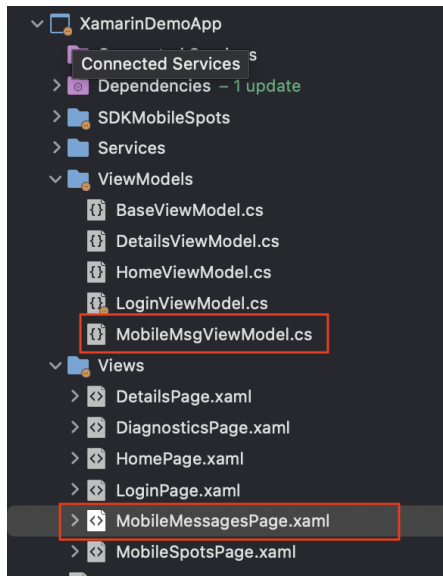 XamarinDemoApp
Connected Services
Dependencies – 1 update
SDKMobileSpots
Services
ViewModels
BaseViewModel.cs
DetailsViewModel.cs
HomeViewModel.cs
LoginViewModel.cs
MobileMsgViewModel.cs
Views
DetailsPage.xaml
DiagnosticsPage.xaml
HomePage.xaml
LoginPage.xaml
MobileMessagesPage.xaml
MobileSpotsPage.xaml